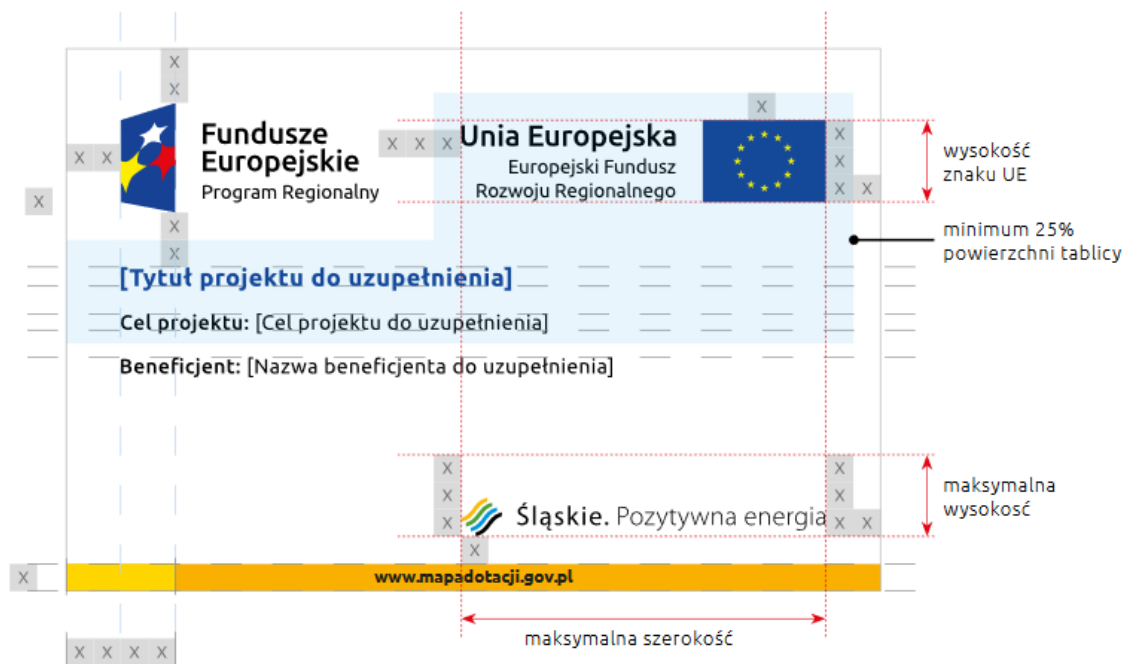 X
X
Fundusze
Europejskie
Program Regionalny
X X
X
X
X
X X X
Unia Europejska
Europejski Fundusz
Rozwoju Regionalnego
X
X
X
X X
wysokość
znaku UE
minimum 25%
powierzchni tablicy
[Tytuł projektu do uzupełnienia]
Cel projektu: [Cel projektu do uzupełnienia]
Beneficjent: [Nazwa beneficjenta do uzupełnienia]
X
X
X
X
X
X X
maksymalna
wysokosć
Śląskie. Pozytywna energia
X
X
www.mapadotacji.gov.pl
maksymalna szerokość
X X X X